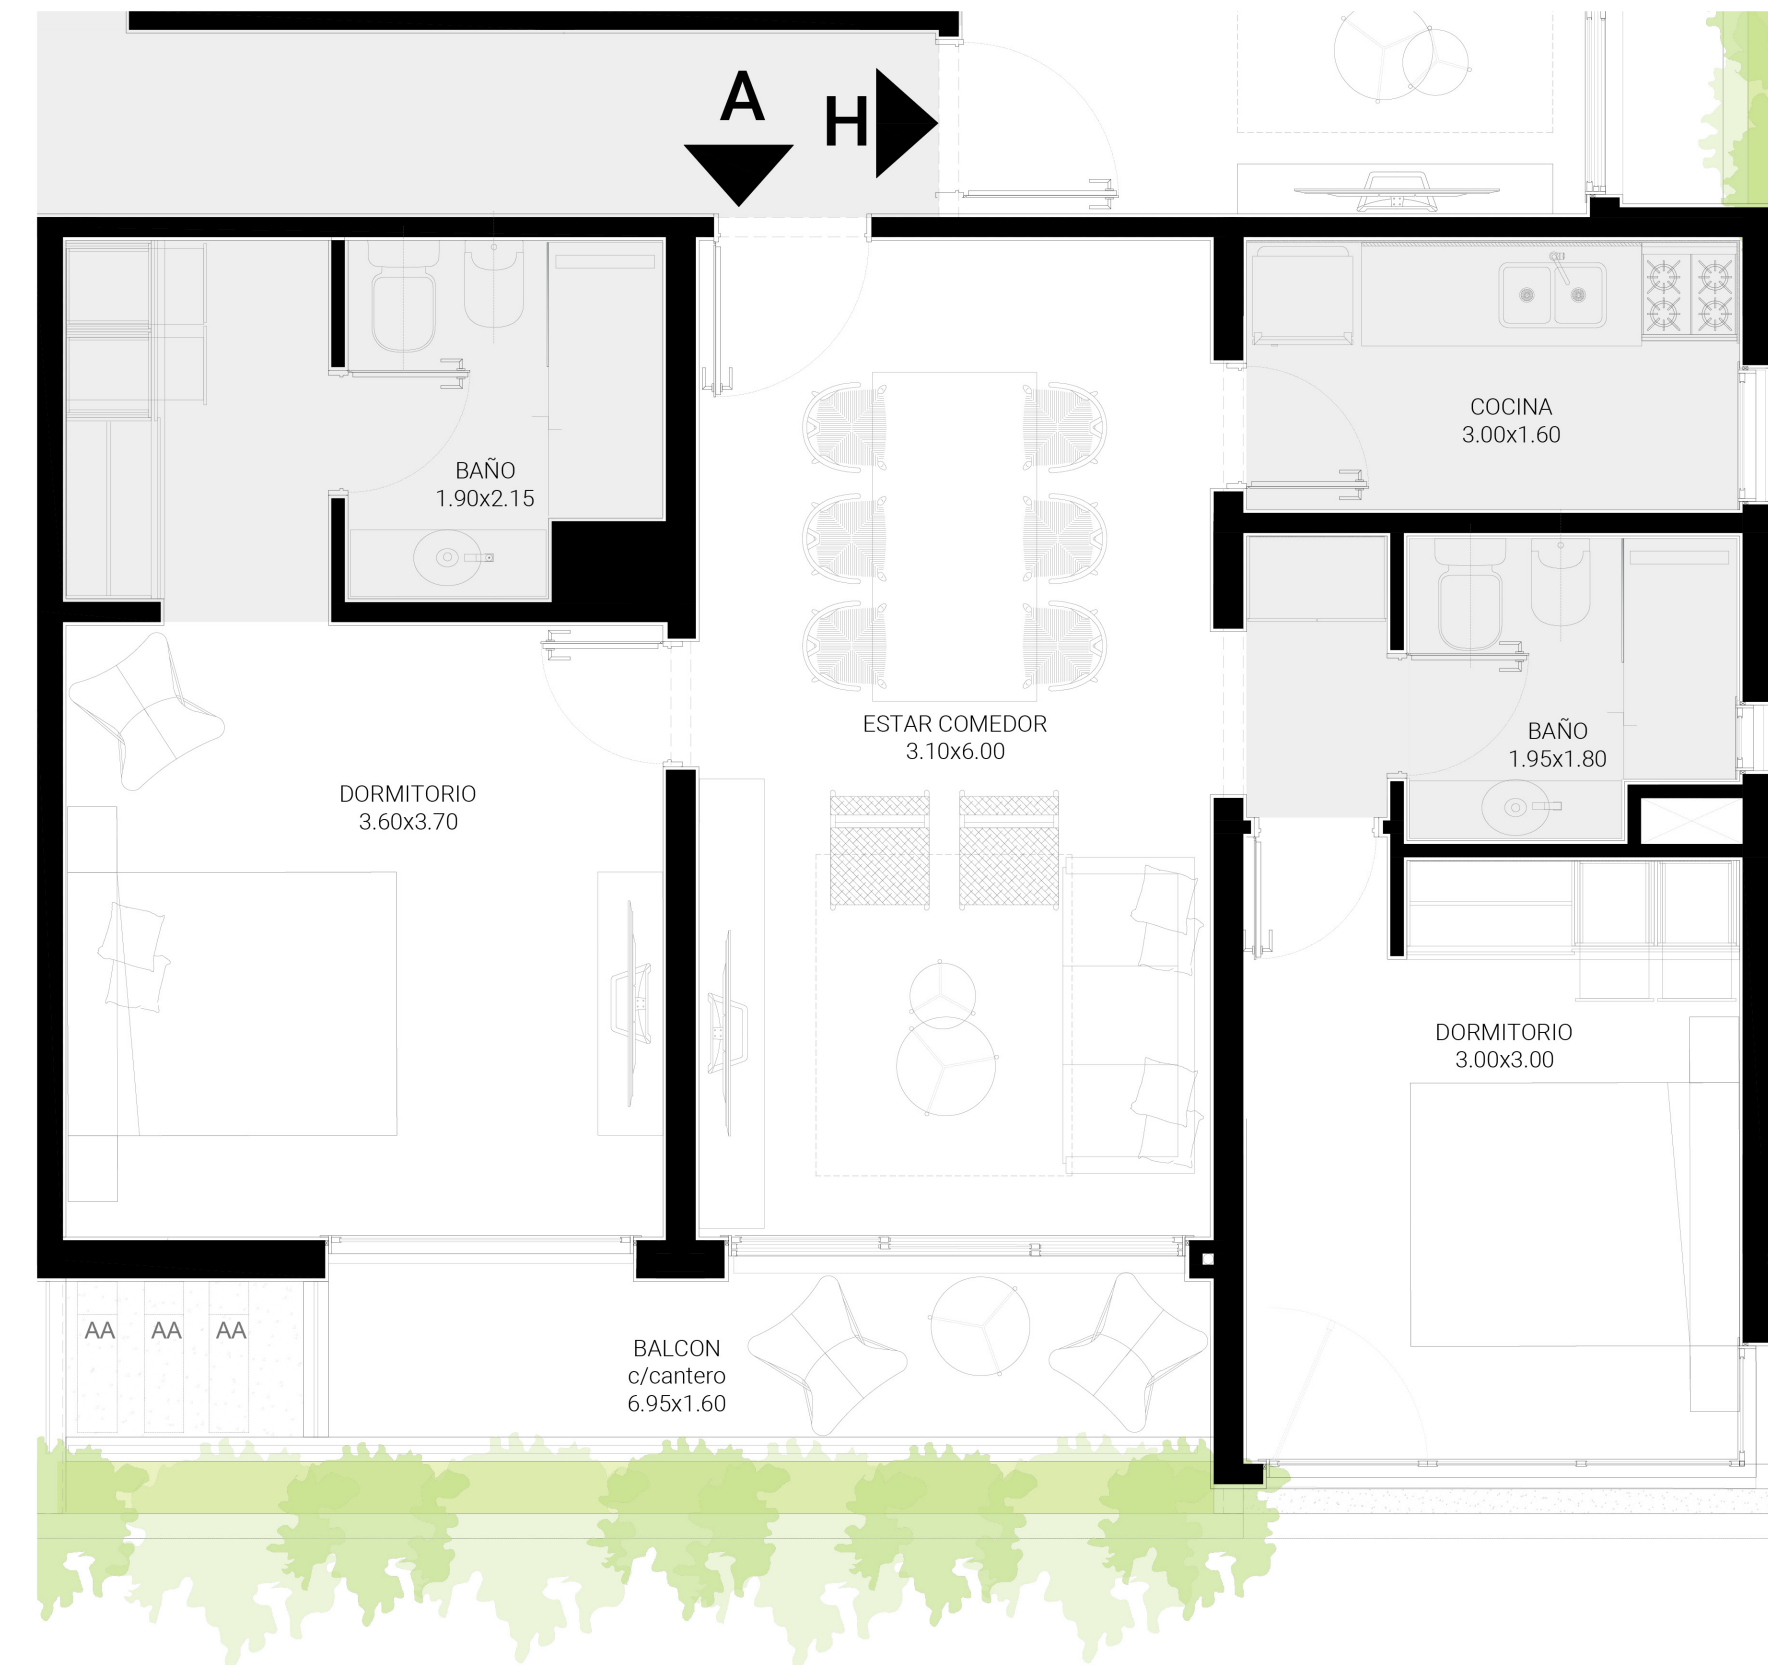 A
H
COCINA
3.00x1.60
BAÑO
1.90x2.15
ESTAR COMEDOR
3.10x6.00
BAÑO
1.95x1.80
DORMITORIO
3.60x3.70
DORMITORIO
3.00x3.00
AA AA AA
BALCON
c/cantero
6.95x1.60